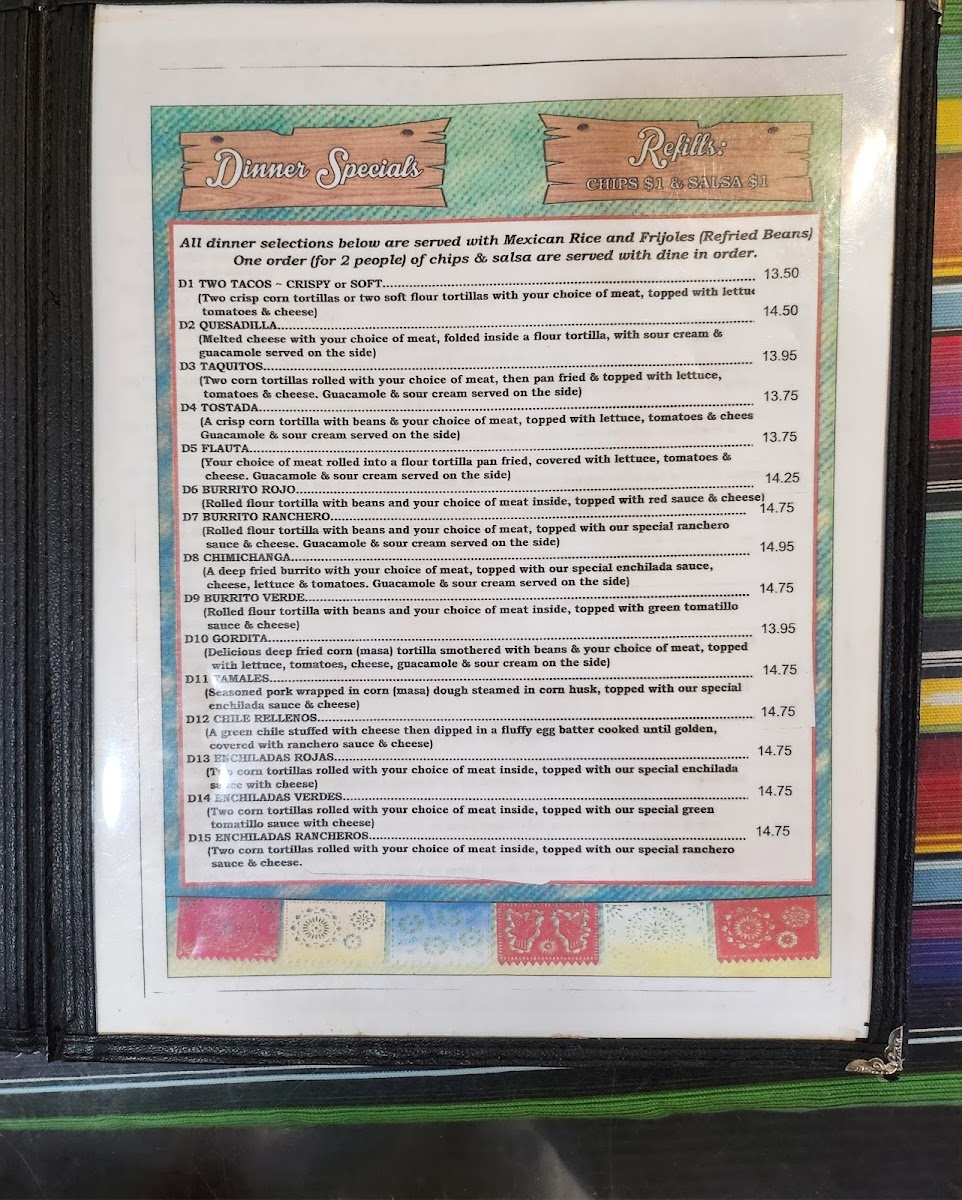 Dinner Specials
Refills:
CHIPS $1 & SALSA $1
All dinner selections below are served with Mexican Rice and Frijoles (Refried Beans)
One order (for 2 people) of chips & salsa are served with dine in order.
D1 TWO TACOS ~ CRISPY or SOFT 13.50
(Two crisp corn tortillas or two soft flour tortillas with your choice of meat, topped with lettuc
tomatoes & cheese)
D2 QUESADILLA 14.50
(Melted cheese with your choice of meat, folded inside a flour tortilla, with sour cream &
guacamole served on the side)
D3 TAQUITOS 13.95
(Two corn tortillas rolled with your choice of meat, then pan fried & topped with lettuce,
tomatoes & cheese. Guacamole & sour cream served on the side)
D4 TOSTADA 13.75
(A crisp corn tortilla with beans & your choice of meat, topped with lettuce, tomatoes & chees
Guacamole & sour cream served on the side)
D5 FLAUTA 13.75
(Your choice of meat rolled into a flour tortilla pan fried, covered with lettuce, tomatoes &
cheese. Guacamole & sour cream served on the side)
D6 BURRITO ROJO 14.25
(Rolled flour tortilla with beans and your choice of meat inside, topped with red sauce & cheese)
D7 BURRITO RANCHERO 14.75
(Rolled flour tortilla with beans and your choice of meat, topped with our special ranchero
sauce & cheese. Guacamole & sour cream served on the side)
D8 CHIMICHANGA 14.95
(A deep fried burrito with your choice of meat, topped with our special enchilada sauce,
cheese, lettuce & tomatoes. Guacamole & sour cream served on the side)
D9 BURRITO VERDE 14.75
(Rolled flour tortilla with beans and your choice of meat inside, topped with green tomatillo
sauce & cheese)
D10 GORDITA 13.95
(Delicious deep fried corn (masa) tortilla smothered with beans & your choice of meat, topped
with lettuce, tomatoes, cheese, guacamole & sour cream on the side)
D11 TAMALES 14.75
(Seasoned pork wrapped in corn (masa) dough steamed in corn husk, topped with our special
enchilada sauce & cheese)
D12 CHILE RELLENOS 14.75
(A green chile stuffed with cheese then dipped in a fluffy egg batter cooked until golden,
covered with ranchero sauce & cheese)
D13 ENCHILADAS ROJAS 14.75
(Two corn tortillas rolled with your choice of meat inside, topped with our special enchilada
sauce with cheese)
D14 ENCHILADAS VERDES 14.75
(Two corn tortillas rolled with your choice of meat inside, topped with our special green
tomatillo sauce with cheese)
D15 ENCHILADAS RANCHEROS 14.75
(Two corn tortillas rolled with your choice of meat inside, topped with our special ranchero
sauce & cheese.